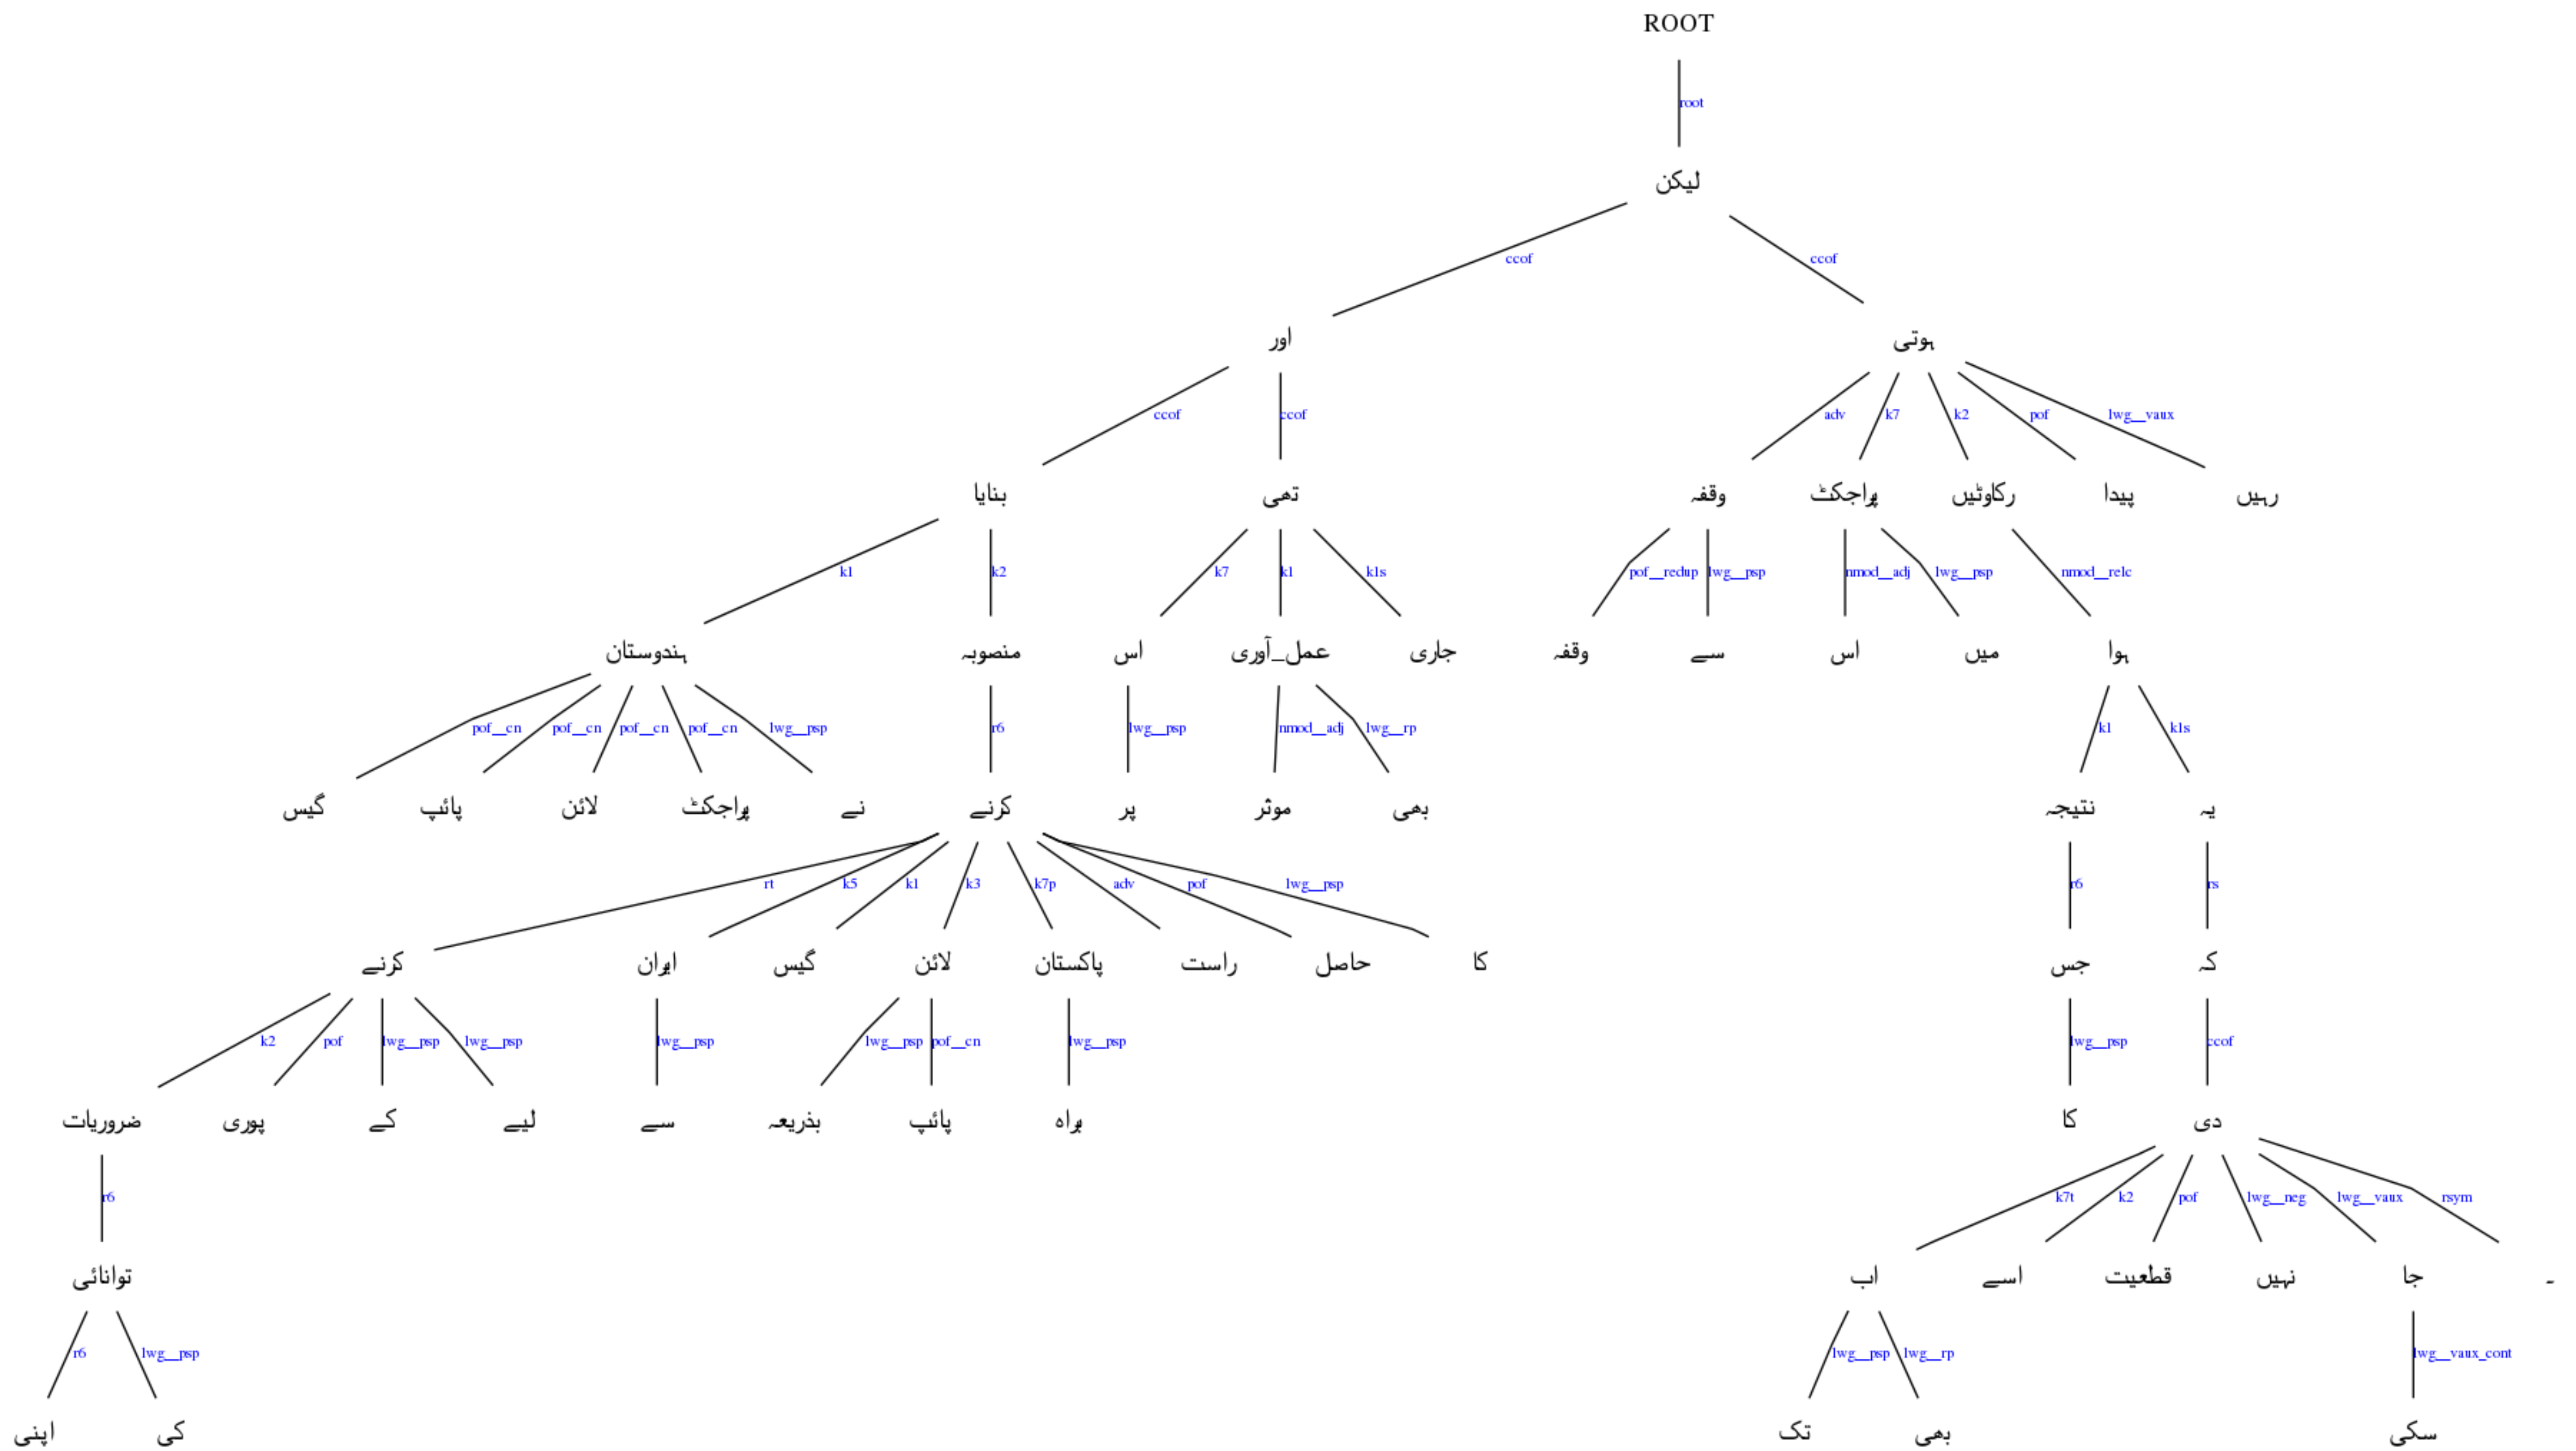 ROOT
root
لیکن
ccof ccof
اور ہوتی
ccof ccof adv k7 k2 pof lwg__vaux
بنایا تھی وقفہ پراجکٹ رکاوٹیں پیدا رہیں
k1 k2 k7 k1 k1s pof__redup lwg__psp nmod__adj lwg__psp nmod__relc
ہندوستان منصوبہ اس عمل_آوری جاری وقفہ سے اس میں ہوا
pof__cn pof__cn pof__cn pof__cn lwg__psp r6 lwg__psp nmod__adj lwg__rp k1 k1s
گیس پائپ لائن پراجکٹ نے کرنے پر موثر بھی نتیجہ یہ
rt k5 k1 k3 k7p adv pof lwg__psp r6 rs
کرنے ایران گیس لائن پاکستان راست حاصل کا جس کہ
k2 pof lwg__psp lwg__psp lwg__psp lwg__psp pof__cn lwg__psp lwg__psp ccof
ضروریات پوری کے لیے سے بذریعہ پائپ براہ کا دی
r6 k7t k2 pof lwg__neg lwg__vaux rsym
توانائی اب اسے قطعیت نہیں جا ۔
r6 lwg__psp lwg__psp lwg__rp lwg__vaux_cont
اپنی کی تک بھی سکی